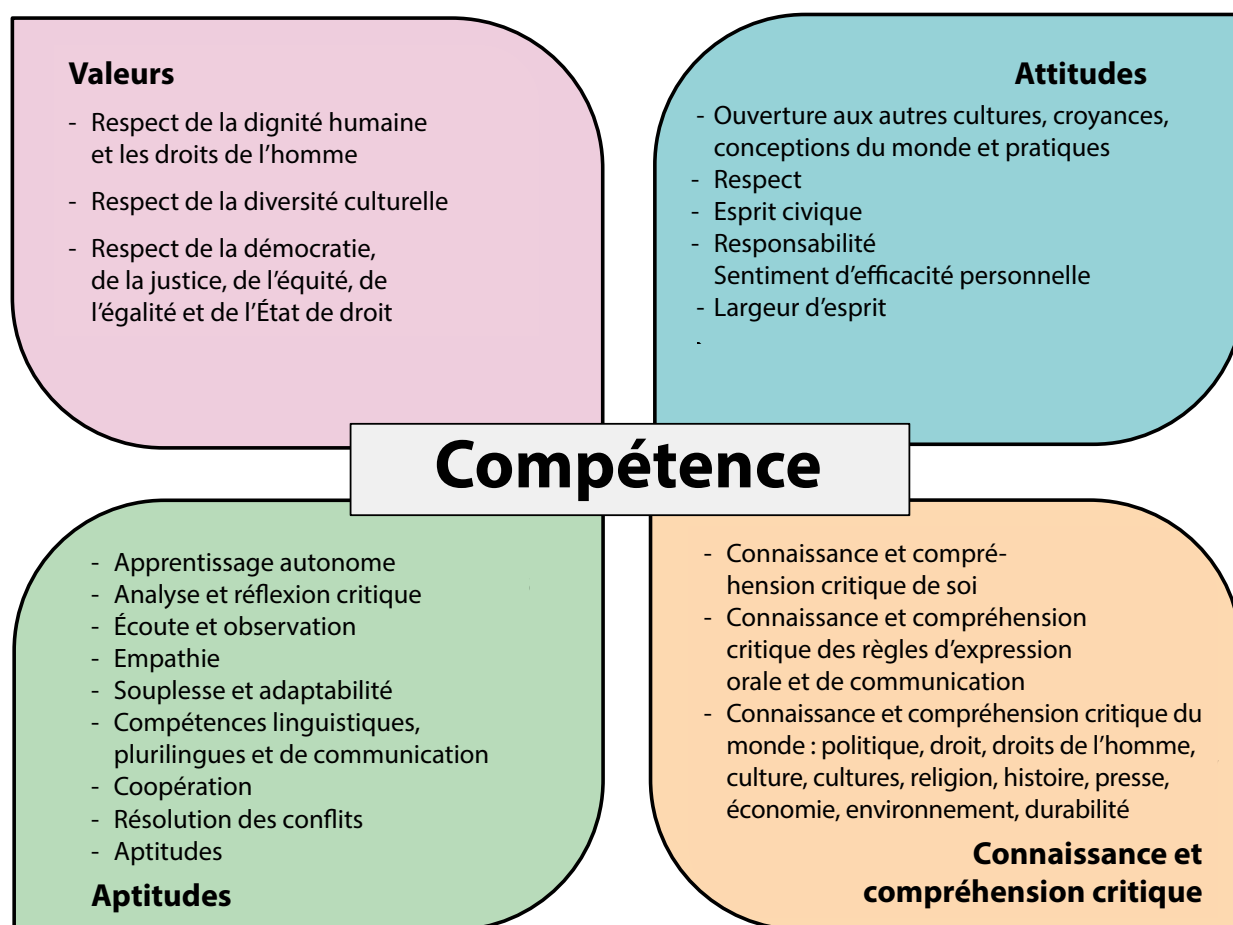 Valeurs
- Respect de la dignité humaine
et les droits de l'homme
- Respect de la diversité culturelle
- Respect de la démocratie,
de la justice, de l'équité, de
l'égalité et de l'État de droit
Attitudes
- Ouverture aux autres cultures, croyances,
conceptions du monde et pratiques
- Respect
- Esprit civique
- Responsabilité
Sentiment d'efficacité personnelle
- Largeur d'esprit
-
Compétence
- Apprentissage autonome
- Analyse et réflexion critique
- Écoute et observation
- Empathie
- Souplesse et adaptabilité
- Compétences linguistiques,
plurilingues et de communication
- Coopération
- Résolution des conflits
- Aptitudes
Aptitudes
- Connaissance et compré-
hension critique de soi
- Connaissance et compréhension
critique des règles d'expression
orale et de communication
- Connaissance et compréhension critique du
monde : politique, droit, droits de l'homme,
culture, cultures, religion, histoire, presse,
économie, environnement, durabilité
Connaissance et
compréhension critique